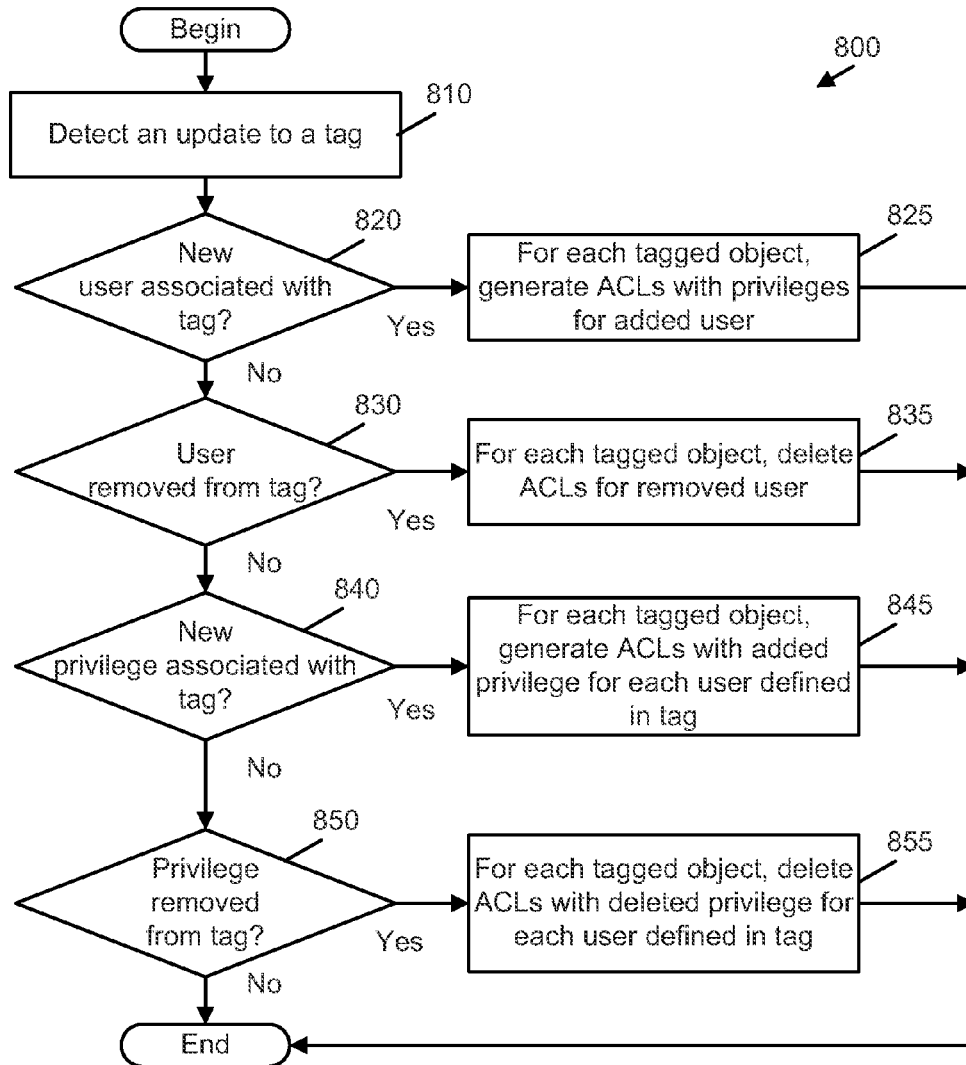 Begin
800
810
Detect an update to a tag
820
New
user associated with
tag?
Yes
No
825
For each tagged object,
generate ACLs with privileges
for added user
830
User
removed from tag?
Yes
No
835
For each tagged object, delete
ACLs for removed user
840
New
privilege associated with
tag?
Yes
No
845
For each tagged object,
generate ACLs with added
privilege for each user defined
in tag
850
Privilege
removed
from tag?
Yes
No
855
For each tagged object, delete
ACLs with deleted privilege for
each user defined in tag
End